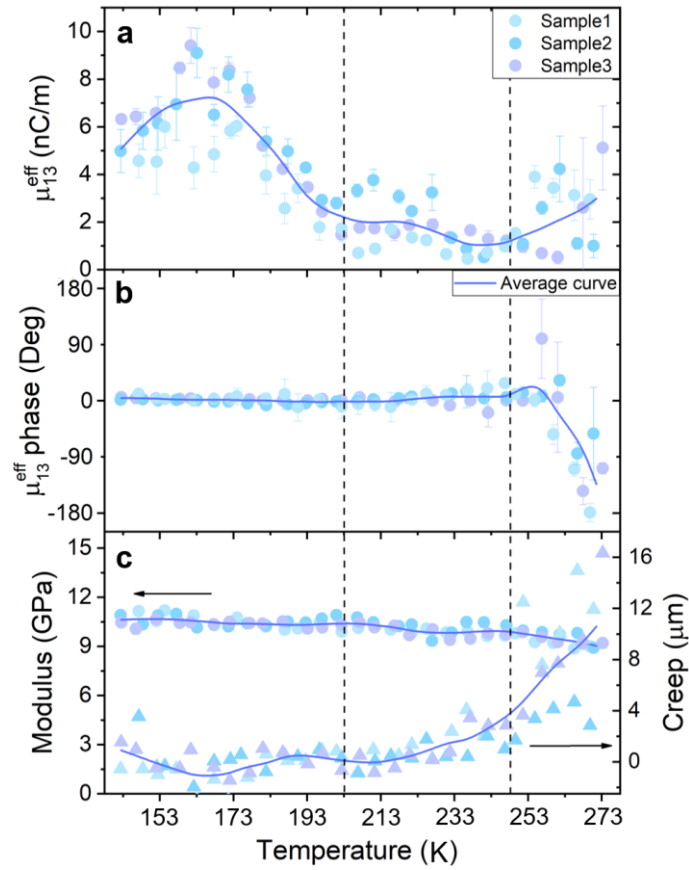 a
Sample1
Sample2
Sample3
10
8
6
4
2
0
μ₁₃ᵉᶠᶠ (nC/m)
b
Average curve
180
90
0
-90
-180
μ₁₃ᵉᶠᶠ phase (Deg)
c
15
12
9
6
3
0
Modulus (GPa)
16
12
8
4
0
Creep (μm)
153 173 193 213 233 253 273
Temperature (K)